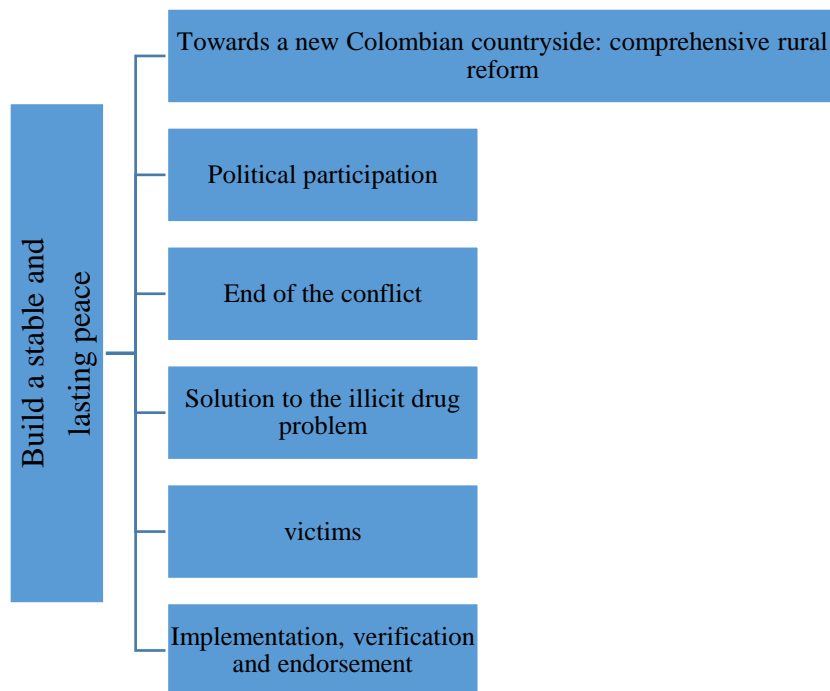 Towards a new Colombian countryside: comprehensive rural
reform
Political participation
Build a stable and
lasting peace
End of the conflict
Solution to the illicit drug
problem
victims
Implementation, verification
and endorsement